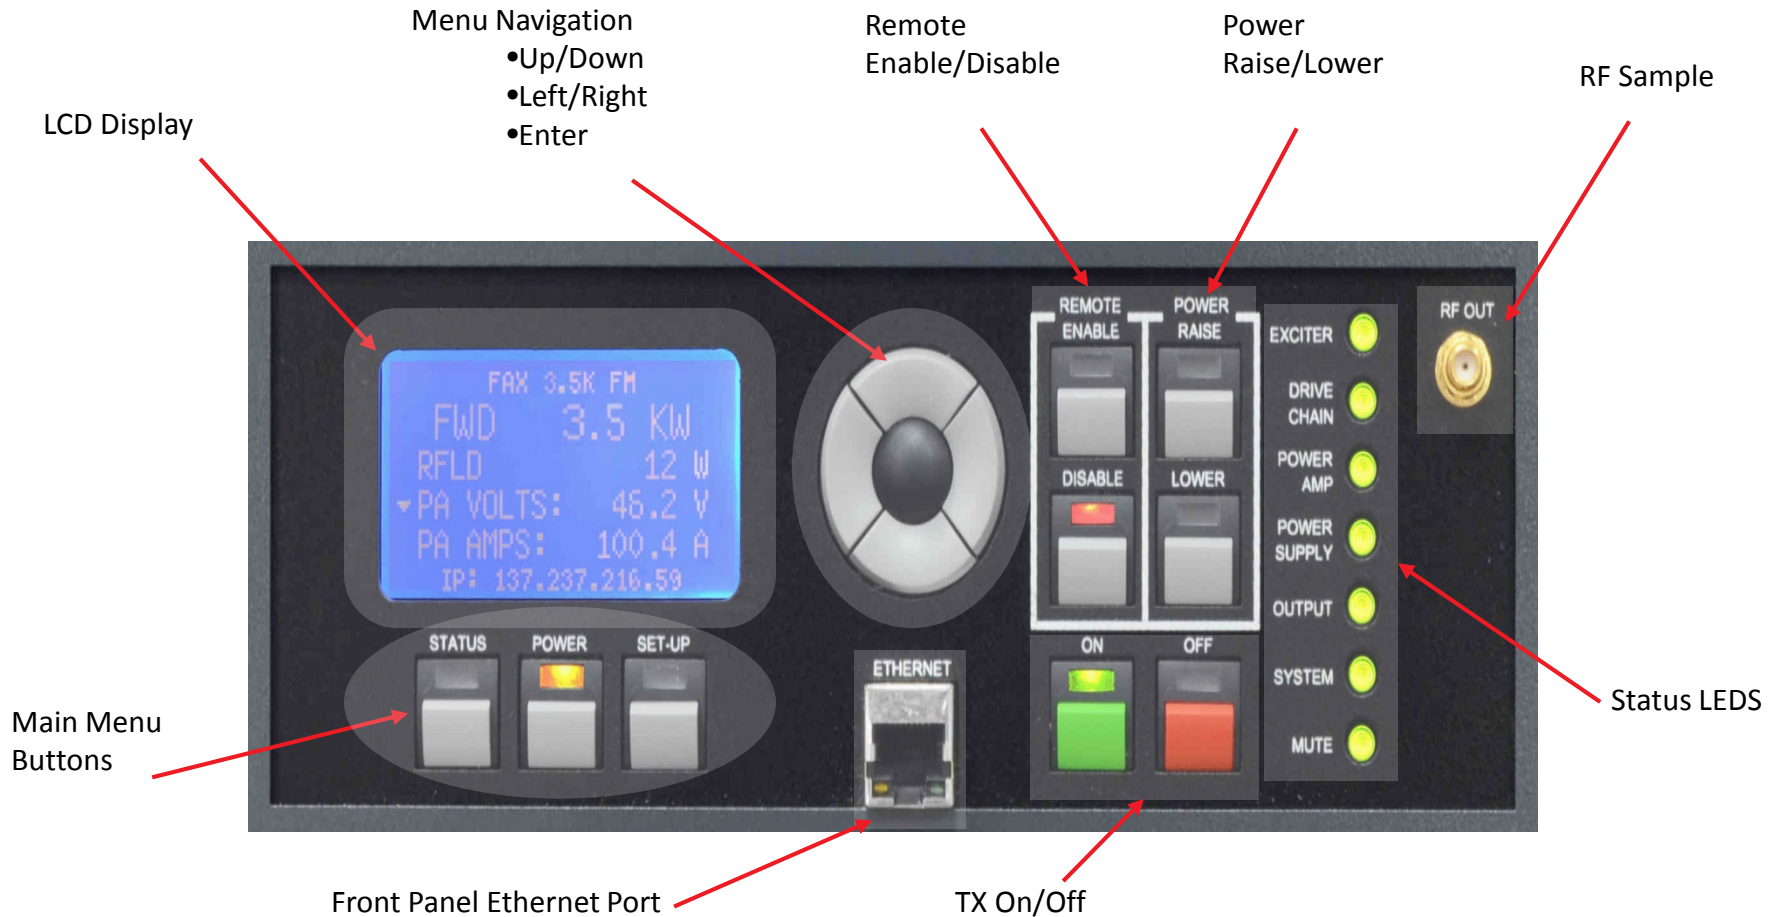 Menu Navigation
•Up/Down
•Left/Right
•Enter
Remote
Enable/Disable
Power
Raise/Lower
RF Sample
LCD Display
FAX 3.5K FM
FWD 3.5 KW
RFLD 12 W
PA VOLTS: 46.2 V
PA AMPS: 100.4 A
IP: 137.237.216.59
REMOTE
ENABLE
DISABLE
POWER
RAISE
LOWER
EXCITER
DRIVE
CHAIN
POWER
AMP
POWER
SUPPLY
OUTPUT
SYSTEM
MUTE
RF OUT
STATUS
POWER
SET-UP
ETHERNET
ON
OFF
Main Menu
Buttons
Status LEDS
Front Panel Ethernet Port
TX On/Off